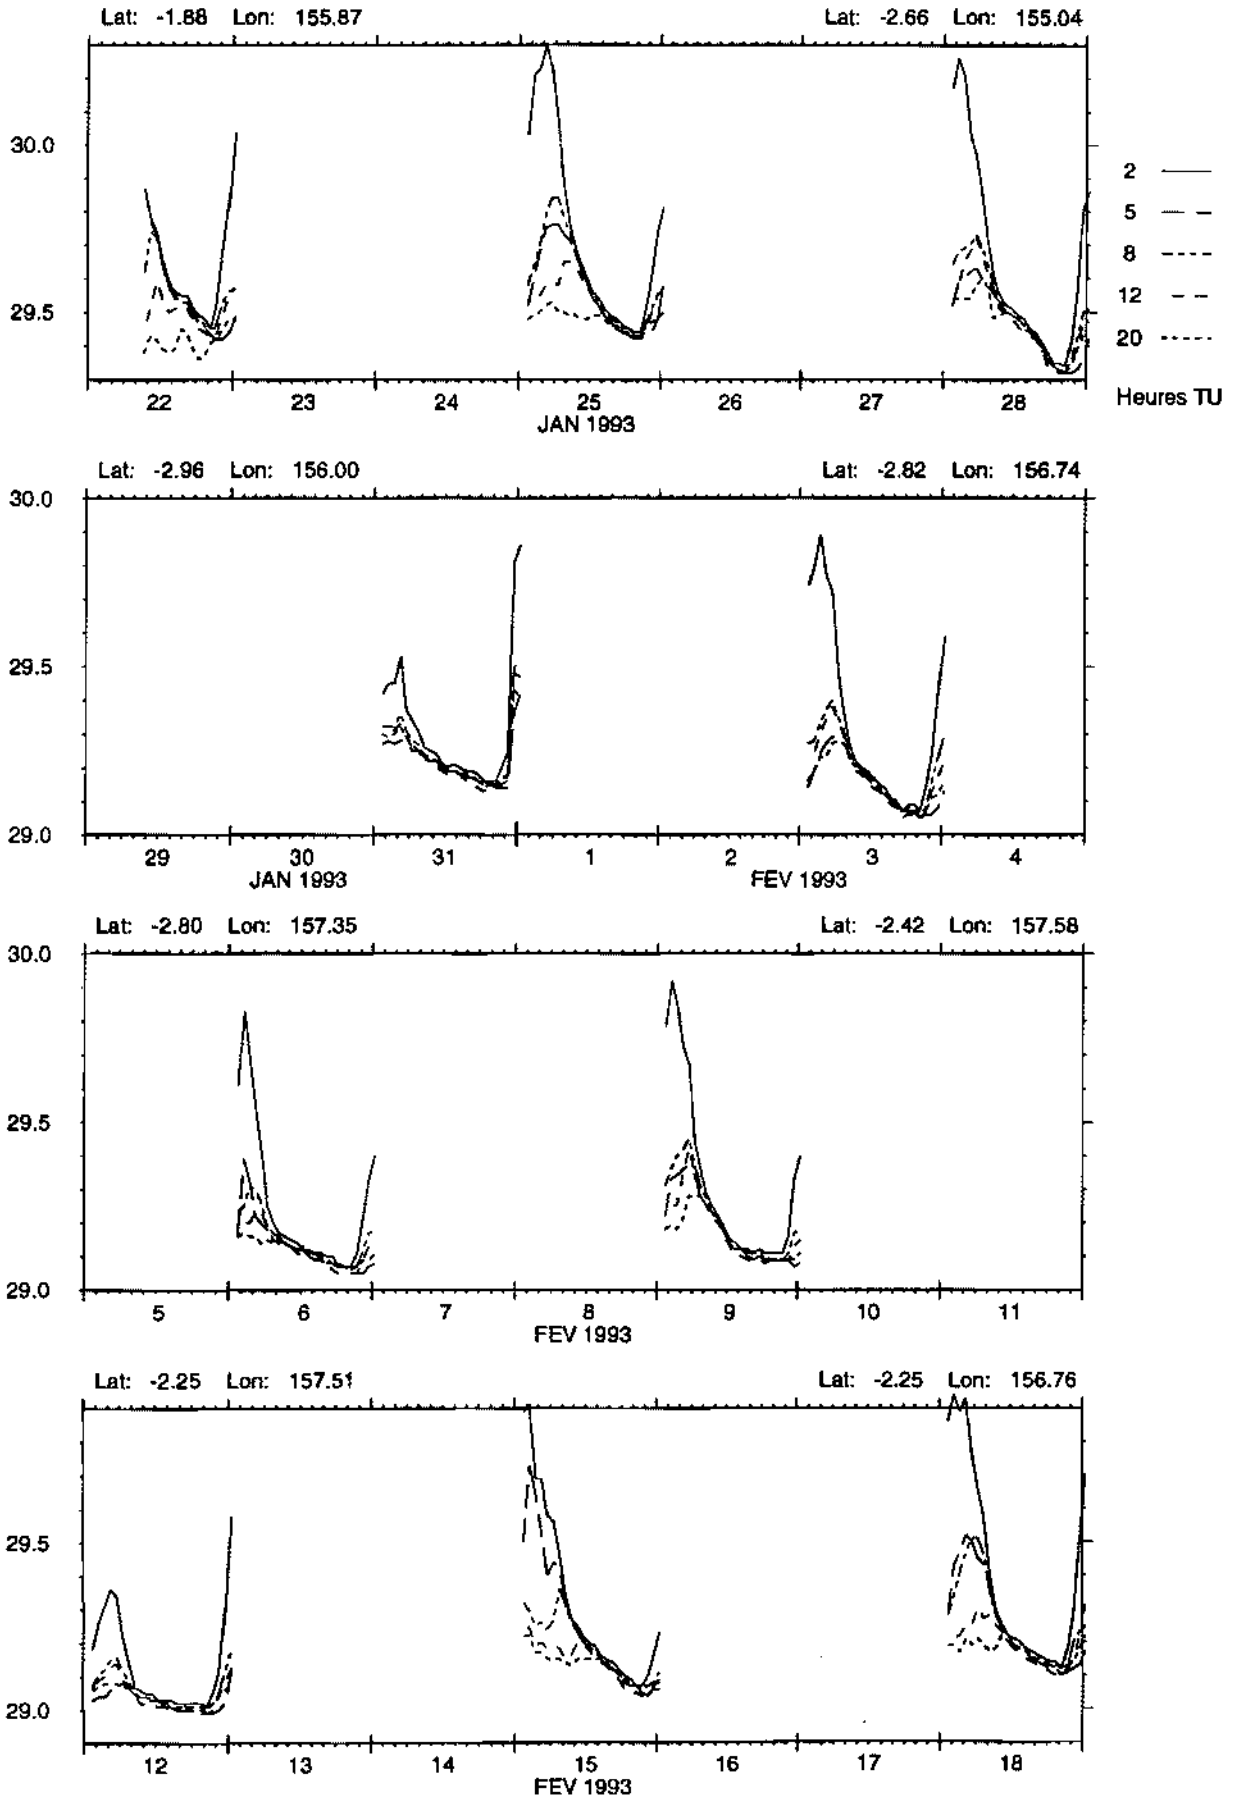 Lat: -1.88 Lon: 155.87 Lat: -2.66 Lon: 155.04
30.0
29.5
2
5
8
12
20
Heures TU
22 23 24 25 26 27 28
JAN 1993
Lat: -2.96 Lon: 156.00 Lat: -2.82 Lon: 156.74
30.0
29.5
29.0
29 30 31 1 2 3 4
JAN 1993 FEV 1993
Lat: -2.80 Lon: 157.35 Lat: -2.42 Lon: 157.58
30.0
29.5
29.0
5 6 7 8 9 10 11
FEV 1993
Lat: -2.25 Lon: 157.51 Lat: -2.25 Lon: 156.76
29.5
29.0
12 13 14 15 16 17 18
FEV 1993